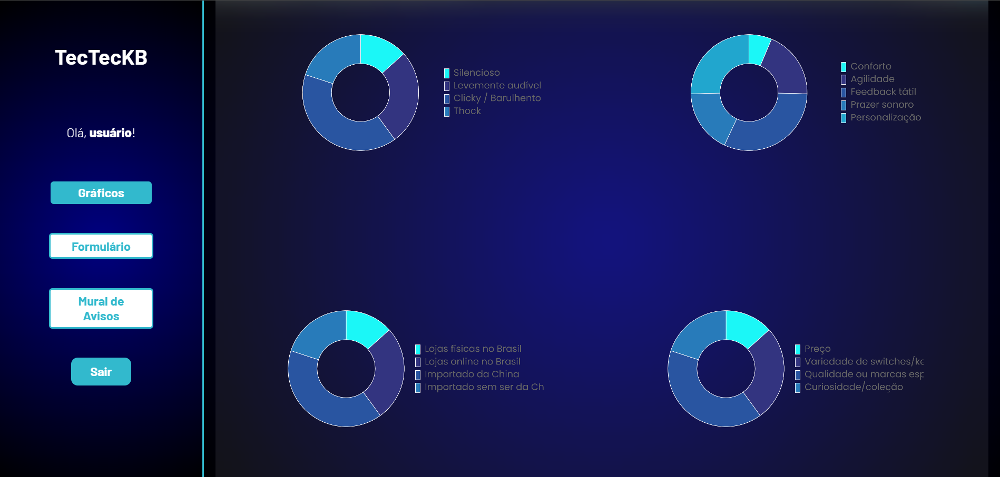 TecTecKB
Olá, usuário!
Gráficos
Formulário
Mural de
Avisos
Sair
Silencioso
Levemente audível
Clicky / Barulhento
Thock
Conforto
Agilidade
Feedback tátil
Prazer sonoro
Personalização
Lojas físicas no Brasil
Lojas online no Brasil
Importado da China
Importado sem ser da Ch
Preço
Variedade de switches/ke
Qualidade ou marcas esp
Curiosidade/coleção